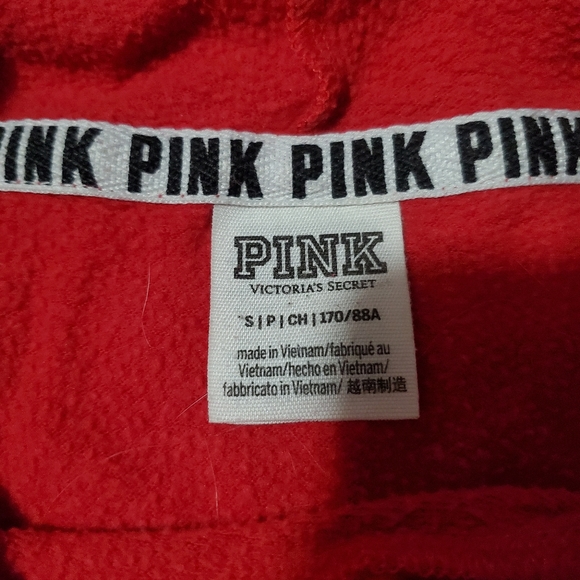 PINK PINK PINK PINK
PINK
VICTORIA'S SECRET
S | P | CH | 170/88A
made in Vietnam/fabriqué au
Vietnam/hecho en Vietnam/
fabbricato in Vietnam/ 越南制造